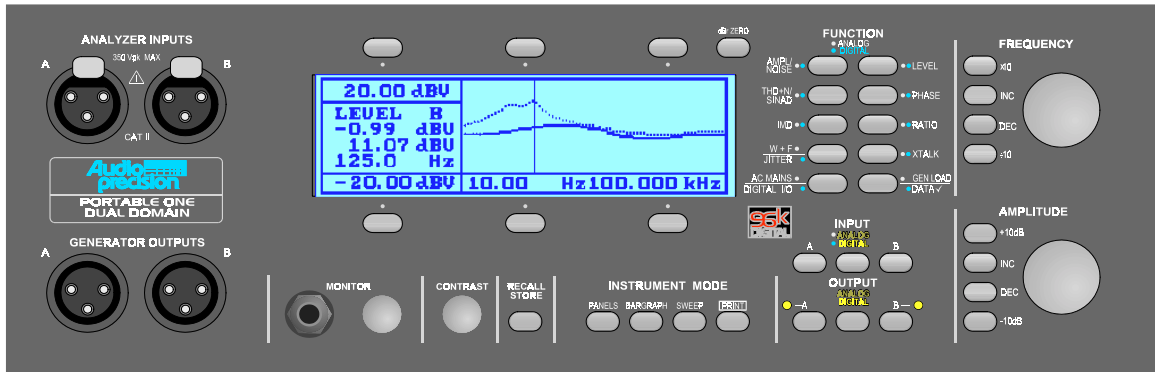 ANALYZER INPUTS
A 350 Vpk MAX B
CAT II
Audio
precision
PORTABLE ONE
DUAL DOMAIN
GENERATOR OUTPUTS
A B
20.00 dBV
LEVEL B
-0.99 dBV
11.07 dBV
125.0 Hz
-20.00 dBV 10.00 Hz 100.000 kHz
dBr ZERO
MONITOR
CONTRAST
RECALL
STORE
INSTRUMENT MODE
PANELS BARGRAPH SWEEP PRINT
96k
DIGITAL
FUNCTION
ANALOG
DIGITAL
AMPL/
NOISE
LEVEL
THD+N/
SINAD
PHASE
IMD
RATIO
W + F
JITTER
XTALK
AC MAINS
DIGITAL I/O
GEN LOAD
DATA✓
INPUT
ANALOG
DIGITAL
A B
OUTPUT
ANALOG
DIGITAL
A B
FREQUENCY
x10
INC
DEC
÷10
AMPLITUDE
+10dB
INC
DEC
-10dB